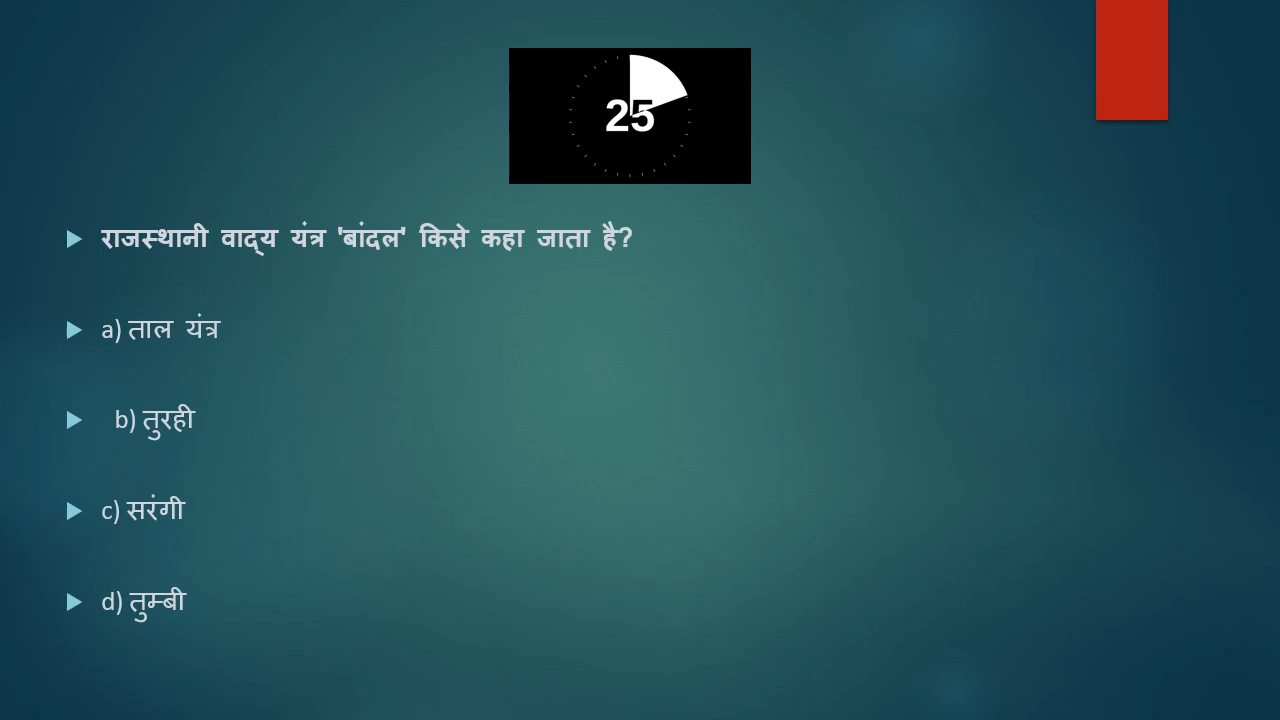 25
राजस्थानी वाद्य यंत्र 'बांदल' किसे कहा जाता है?
a) ताल यंत्र
b) तुरही
c) सरंगी
d) तुम्बी